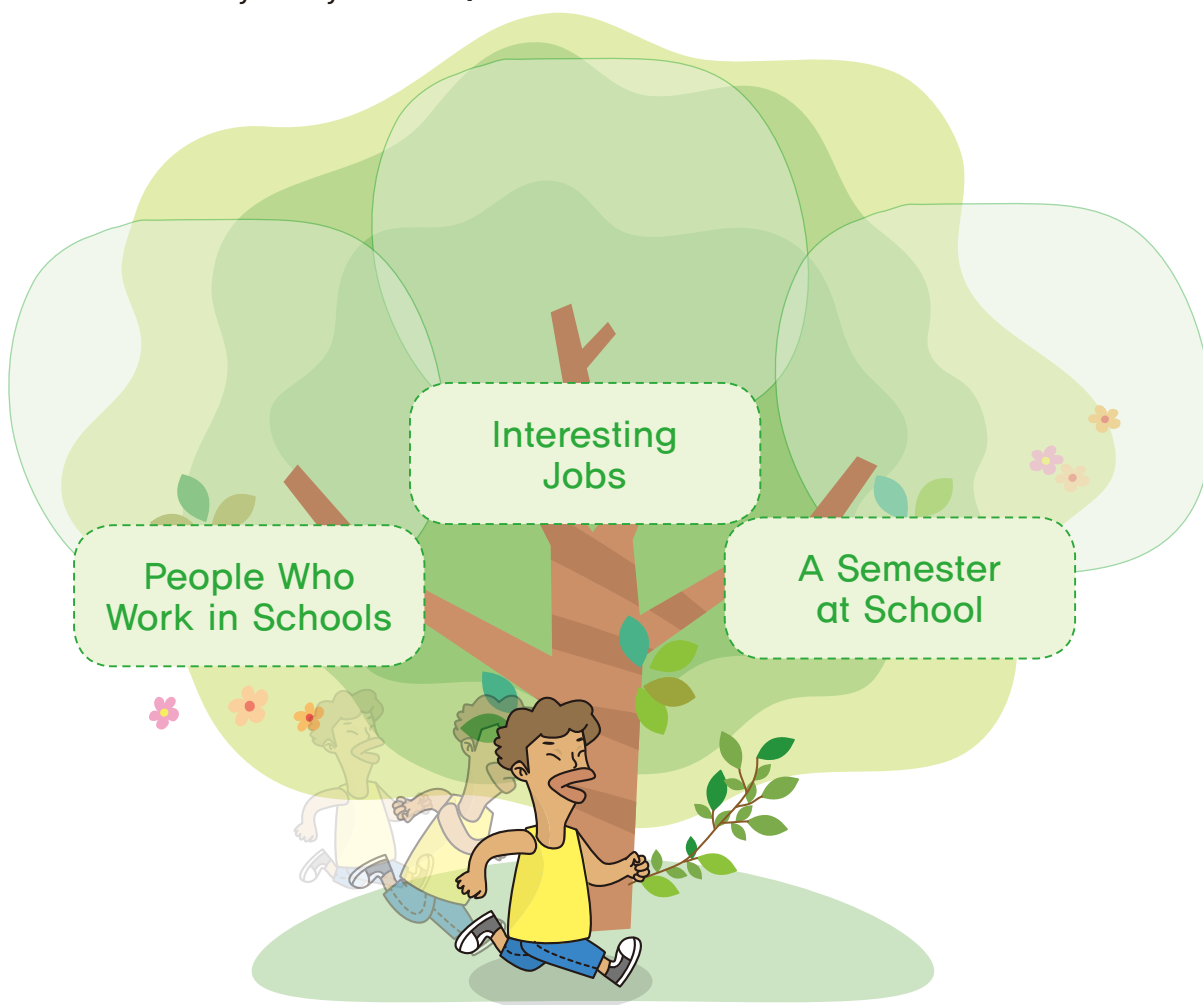 Interesting
Jobs
People Who
Work in Schools
A Semester
at School